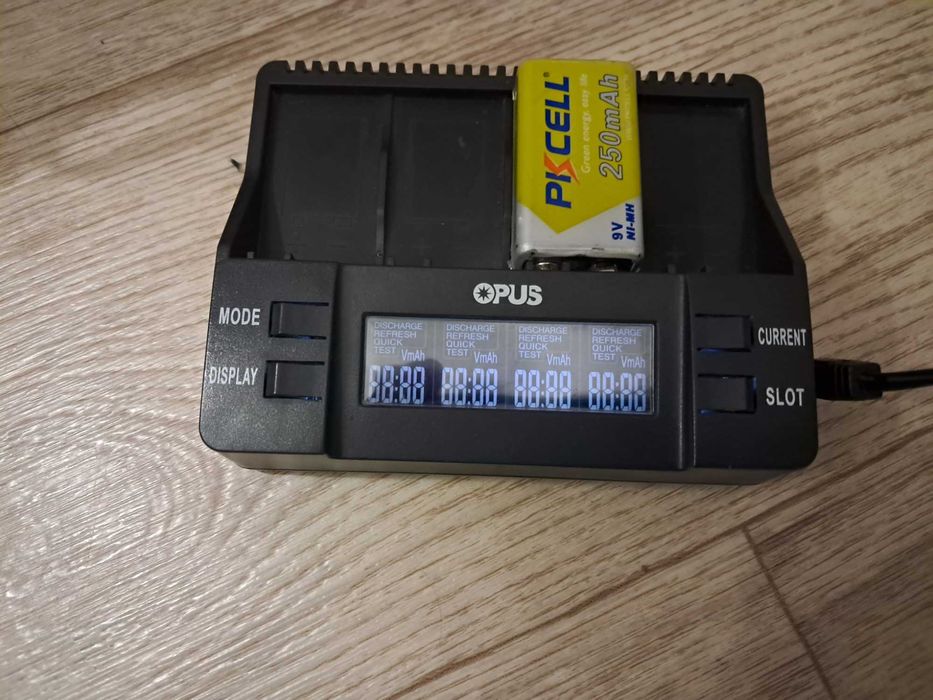 PKCELL®
Green energy, easy life
250mAh
9V
NI-MH
OPUS
MODE
DISPLAY
DISCHARGE
REFRESH
QUICK
TEST VmAh
88:88
DISCHARGE
REFRESH
QUICK
TEST VmAh
88:88
DISCHARGE
REFRESH
QUICK
TEST VmAh
88:88
DISCHARGE
REFRESH
QUICK
TEST VmAh
88:88
CURRENT
SLOT